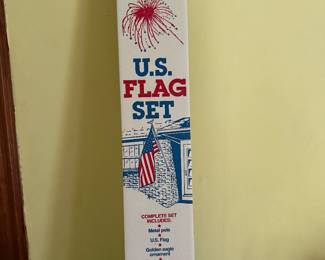 U.S.
FLAG
SET
COMPLETE SET
INCLUDES:
Metal pole
U.S. Flag
Golden eagle
ornament